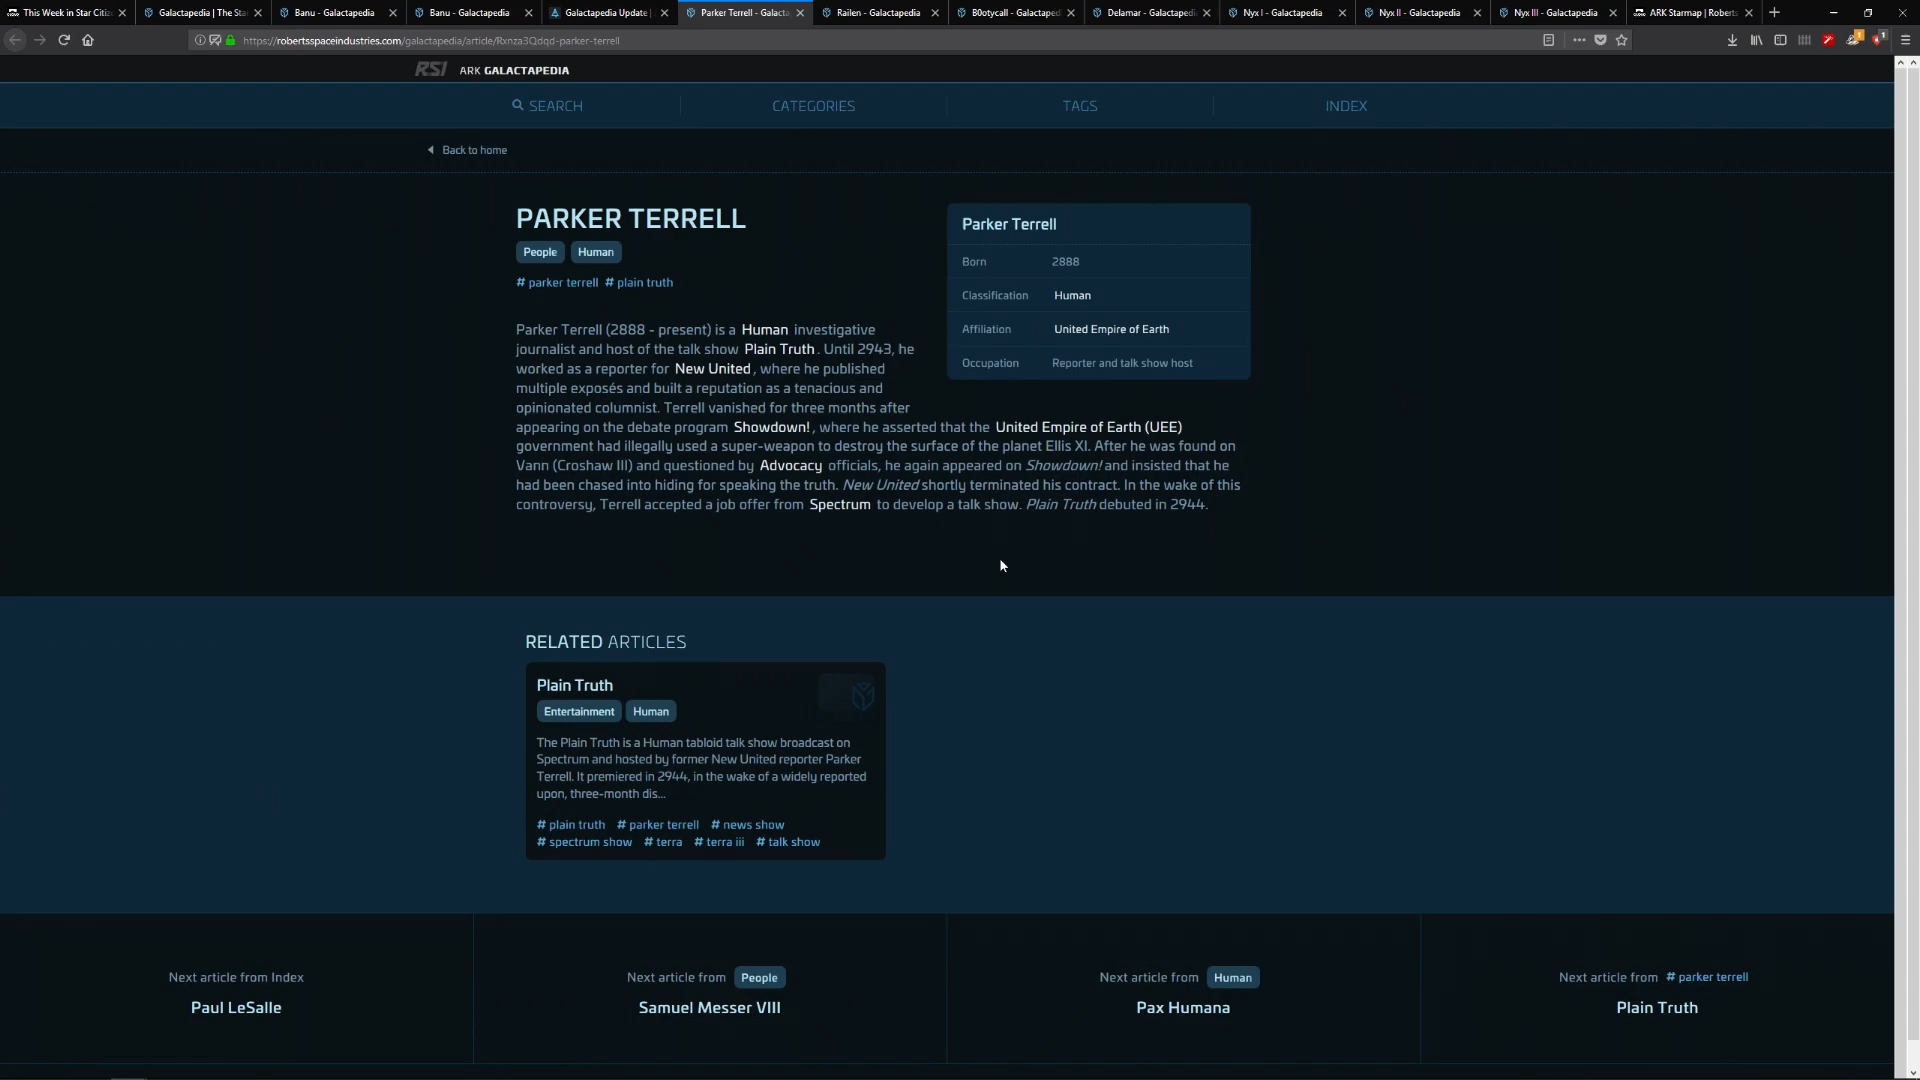 This Week in Star Citiz
Galactapedia | The Sta
Banu - Galactapedia
Banu - Galactapedia
Galactapedia Update |
Parker Terrell - Galacta
Railen - Galactapedia
B0otycall - Galactaped
Delamar - Galactapedi
Nyx I - Galactapedia
Nyx II - Galactapedia
Nyx III - Galactapedia
ARK Starmap | Roberts
https://robertsspaceindustries.com/galactapedia/article/Rxnza3Qdqd-parker-terrell
1
1
RSI ARK GALACTAPEDIA
SEARCH
CATEGORIES
TAGS
INDEX
Back to home
PARKER TERRELL
People Human
# parker terrell # plain truth
Parker Terrell
Born 2888
Classification Human
Affiliation United Empire of Earth
Occupation Reporter and talk show host
Parker Terrell (2888 - present) is a Human investigative
journalist and host of the talk show Plain Truth. Until 2943, he
worked as a reporter for New United, where he published
multiple exposés and built a reputation as a tenacious and
opinionated columnist. Terrell vanished for three months after
appearing on the debate program Showdown!, where he asserted that the United Empire of Earth (UEE)
government had illegally used a super-weapon to destroy the surface of the planet Ellis XI. After he was found on
Vann (Croshaw III) and questioned by Advocacy officials, he again appeared on Showdown! and insisted that he
had been chased into hiding for speaking the truth. New United shortly terminated his contract. In the wake of this
controversy, Terrell accepted a job offer from Spectrum to develop a talk show. Plain Truth debuted in 2944.
RELATED ARTICLES
Plain Truth
Entertainment Human
The Plain Truth is a Human tabloid talk show broadcast on
Spectrum and hosted by former New United reporter Parker
Terrell. It premiered in 2944, in the wake of a widely reported
upon, three-month dis...
# plain truth # parker terrell # news show
# spectrum show # terra # terra iii # talk show
Next article from Index
Paul LeSalle
Next article from People
Samuel Messer VIII
Next article from Human
Pax Humana
Next article from # parker terrell
Plain Truth